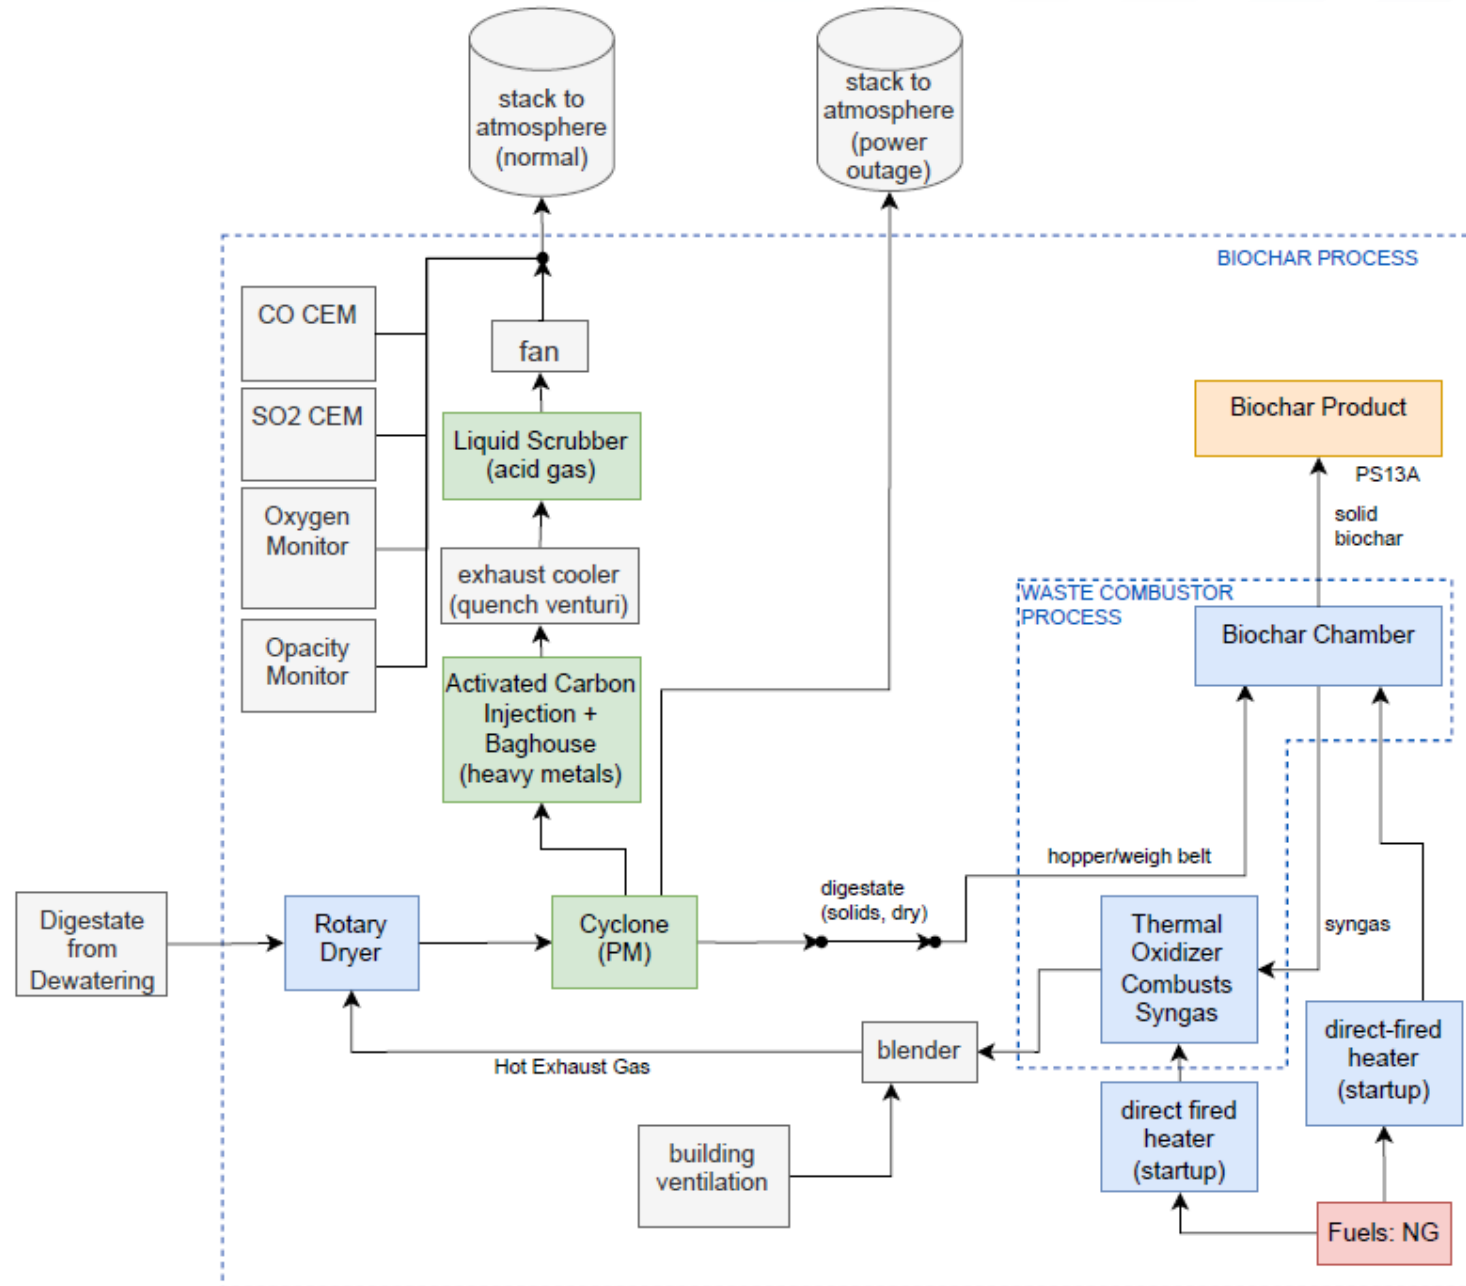 stack to
atmosphere
(normal)
stack to
atmosphere
(power
outage)
BIOCHAR PROCESS
CO CEM
SO2 CEM
Oxygen
Monitor
Opacity
Monitor
fan
Liquid Scrubber
(acid gas)
exhaust cooler
(quench venturi)
Activated Carbon
Injection +
Baghouse
(heavy metals)
Biochar Product
PS13A
solid
biochar
WASTE COMBUSTOR
PROCESS
Biochar Chamber
hopper/weigh belt
digestate
(solids, dry)
Digestate
from
Dewatering
Rotary
Dryer
Cyclone
(PM)
Thermal
Oxidizer
Combusts
Syngas
syngas
direct-fired
heater
(startup)
blender
Hot Exhaust Gas
direct fired
heater
(startup)
building
ventilation
Fuels: NG